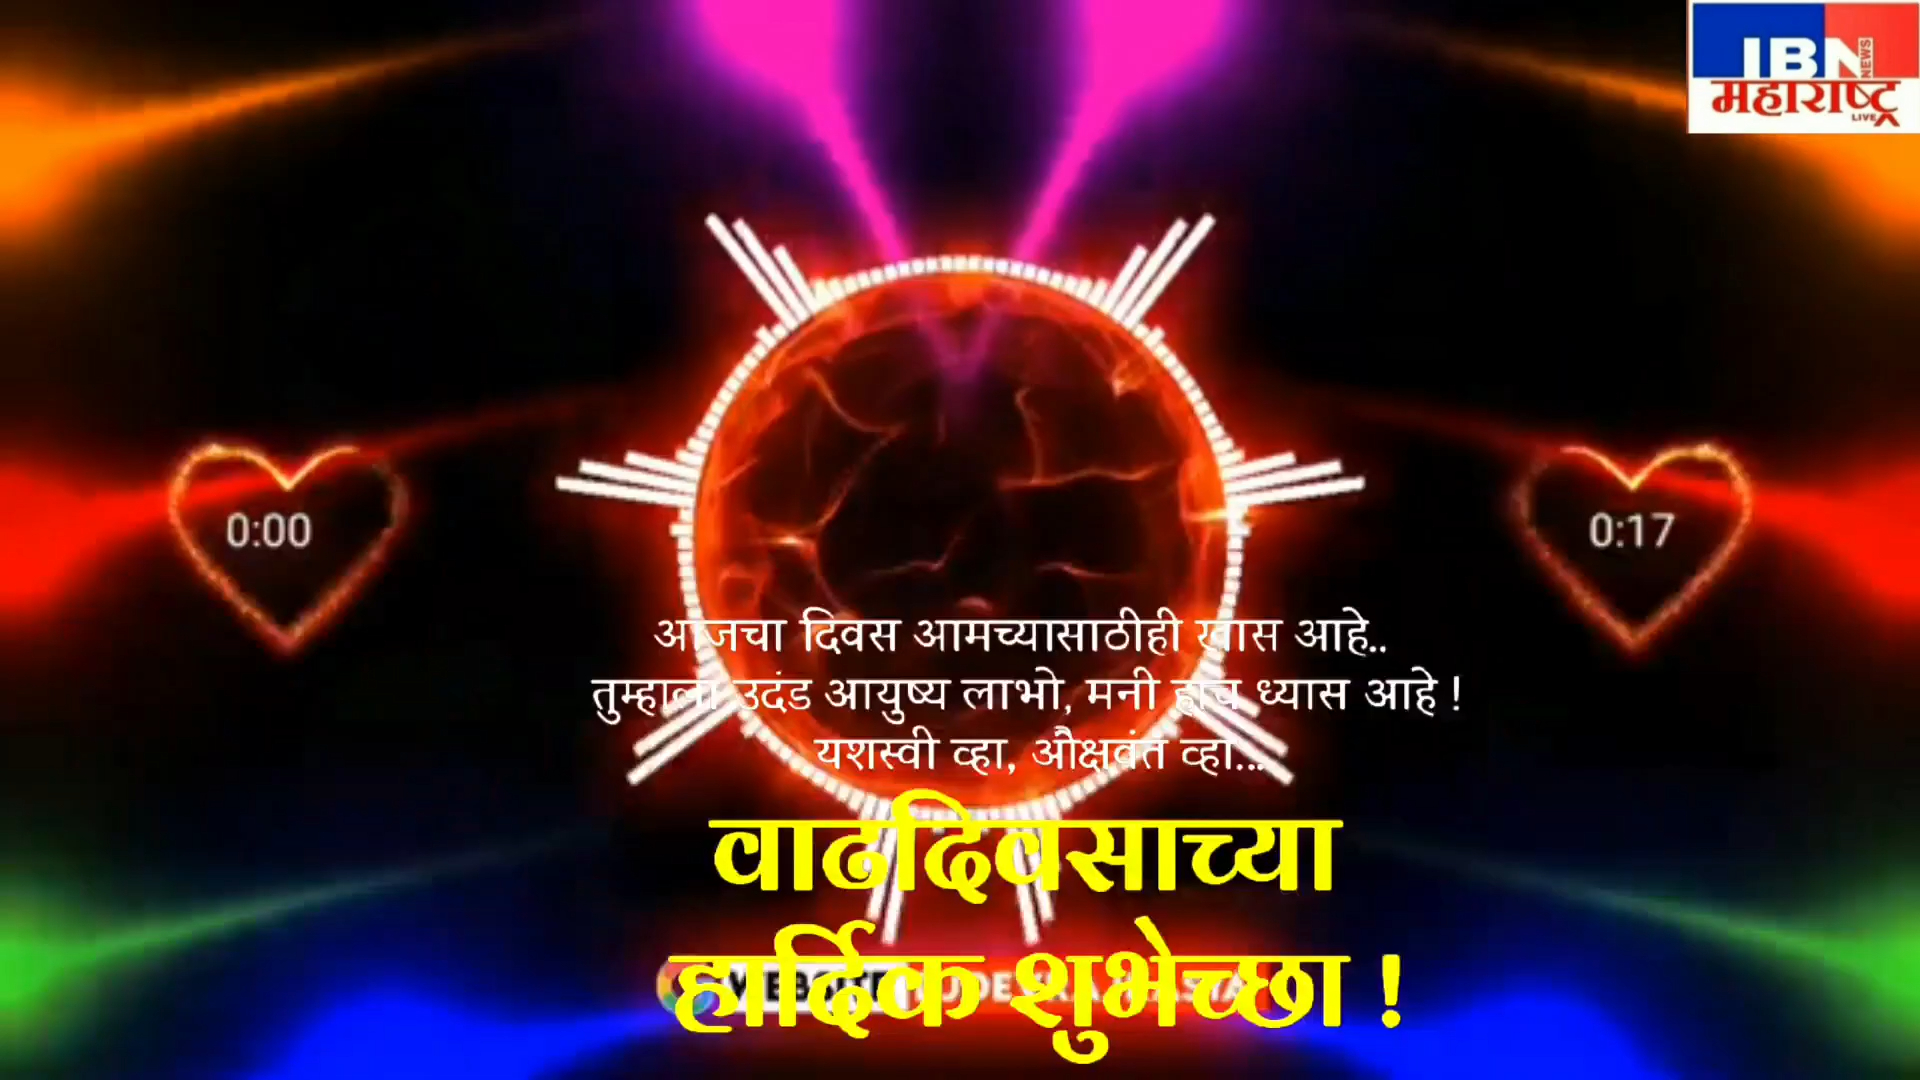 IBN
NEWS
महाराष्ट्र
LIVE
0:00
0:17
आजचा दिवस आमच्यासाठीही खास आहे..
तुम्हाला उदंड आयुष्य लाभो, मनी हाच ध्यास आहे !
यशस्वी व्हा, औक्षवंत व्हा...
वाढदिवसाच्या
हार्दिक शुभेच्छा !
WEBSITE